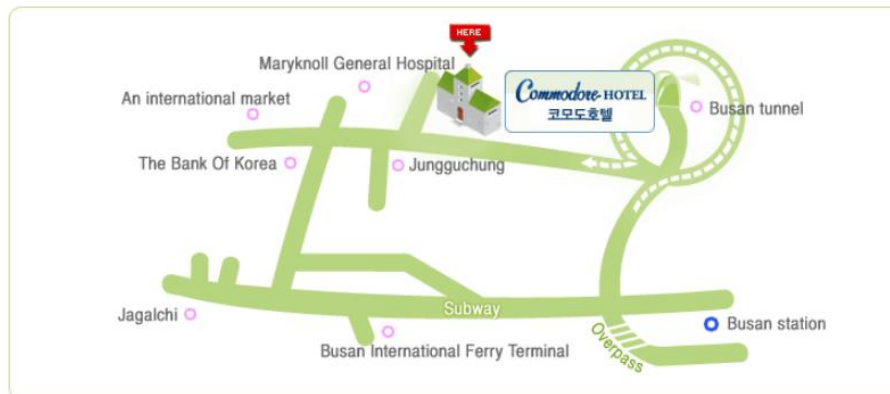 HERE
Maryknoll General Hospital
Commodore HOTEL
코모도호텔
An international market
Busan tunnel
The Bank Of Korea
Jungguchung
Subway
Jagalchi
Busan station
Overpass
Busan International Ferry Terminal